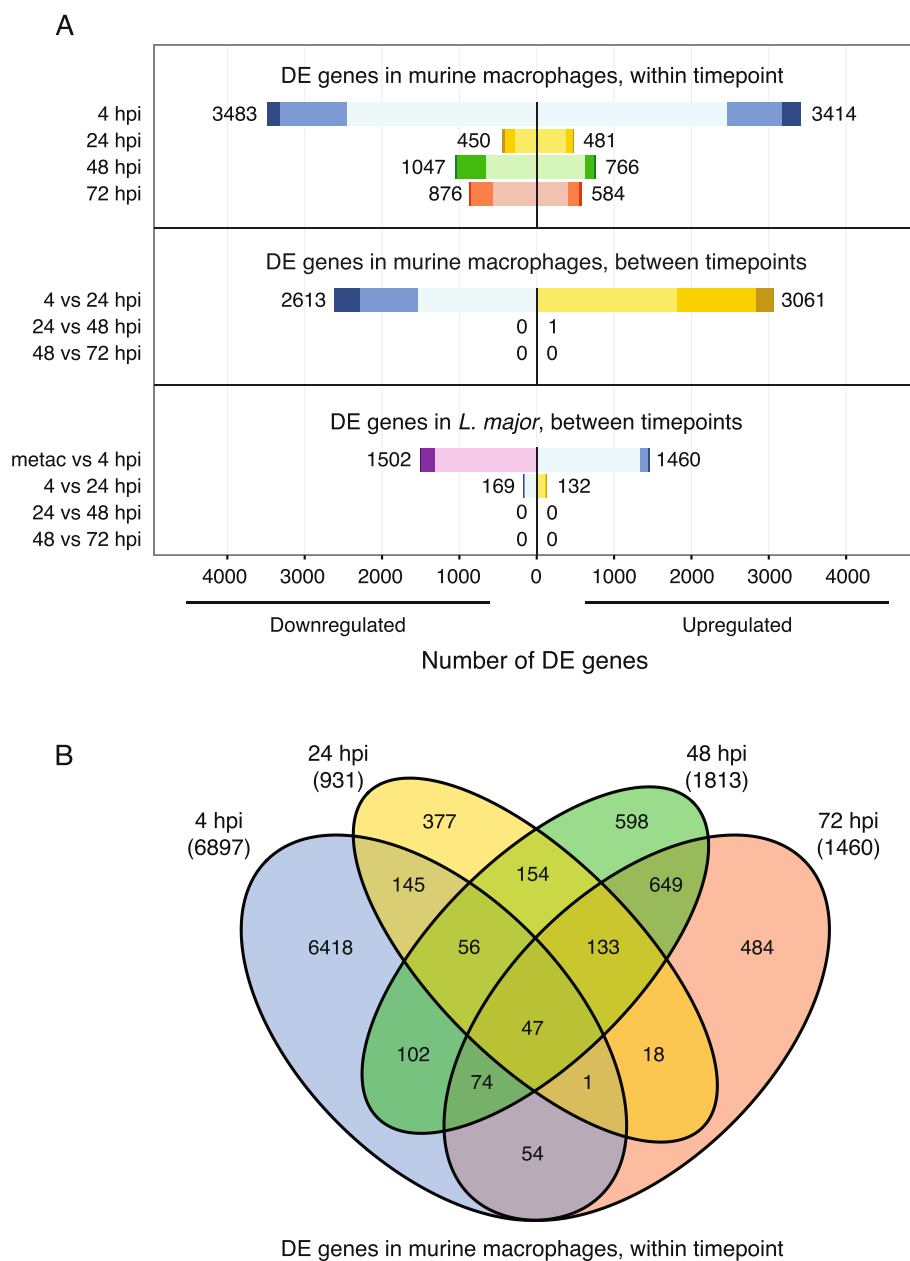 A
DE genes in murine macrophages, within timepoint
4 hpi 3483 3414
24 hpi 450 481
48 hpi 1047 766
72 hpi 876 584
DE genes in murine macrophages, between timepoints
4 vs 24 hpi 2613 3061
24 vs 48 hpi 0 1
48 vs 72 hpi 0 0
DE genes in L. major, between timepoints
metac vs 4 hpi 1502 1460
4 vs 24 hpi 169 132
24 vs 48 hpi 0 0
48 vs 72 hpi 0 0
4000 3000 2000 1000 0 1000 2000 3000 4000
Downregulated Upregulated
Number of DE genes
B
24 hpi
(931)
48 hpi
(1813)
4 hpi
(6897)
72 hpi
(1460)
377 598
145 154 649
6418 56 133 484
47
102 18
74 1
54
DE genes in murine macrophages, within timepoint